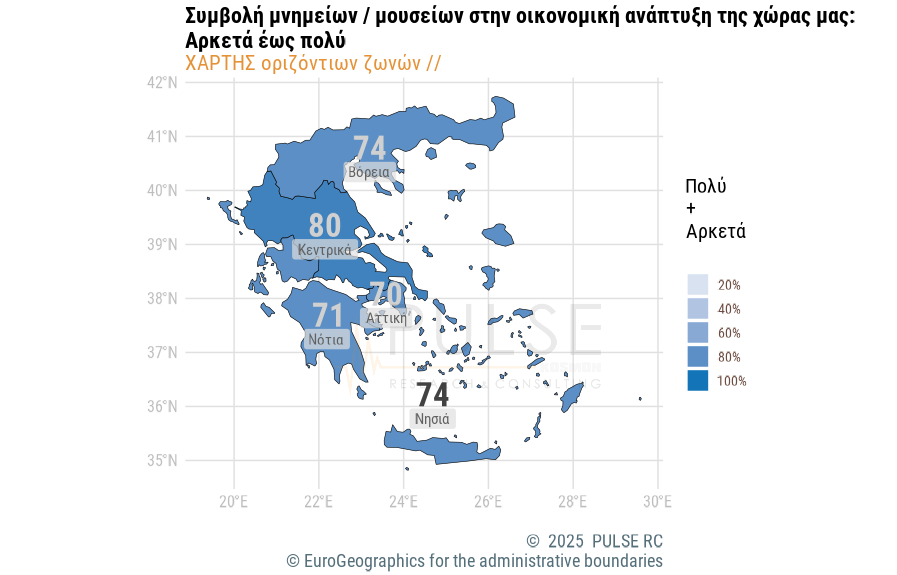 Συμβολή μνημείων / μουσείων στην οικονομική ανάπτυξη της χώρας μας:
Αρκετά έως πολύ
ΧΑΡΤΗΣ οριζόντιων ζωνών //
42°N
41°N
40°N
39°N
38°N
37°N
36°N
35°N
74
Βόρεια
80
Κεντρικά
70
Αττική
71
Νότια
74
Νησιά
PULSE
RESEARCH & CONSULTING
Πολύ
+
Αρκετά
20%
40%
60%
80%
100%
20°E 22°E 24°E 26°E 28°E 30°E
© 2025 PULSE RC
© EuroGeographics for the administrative boundaries